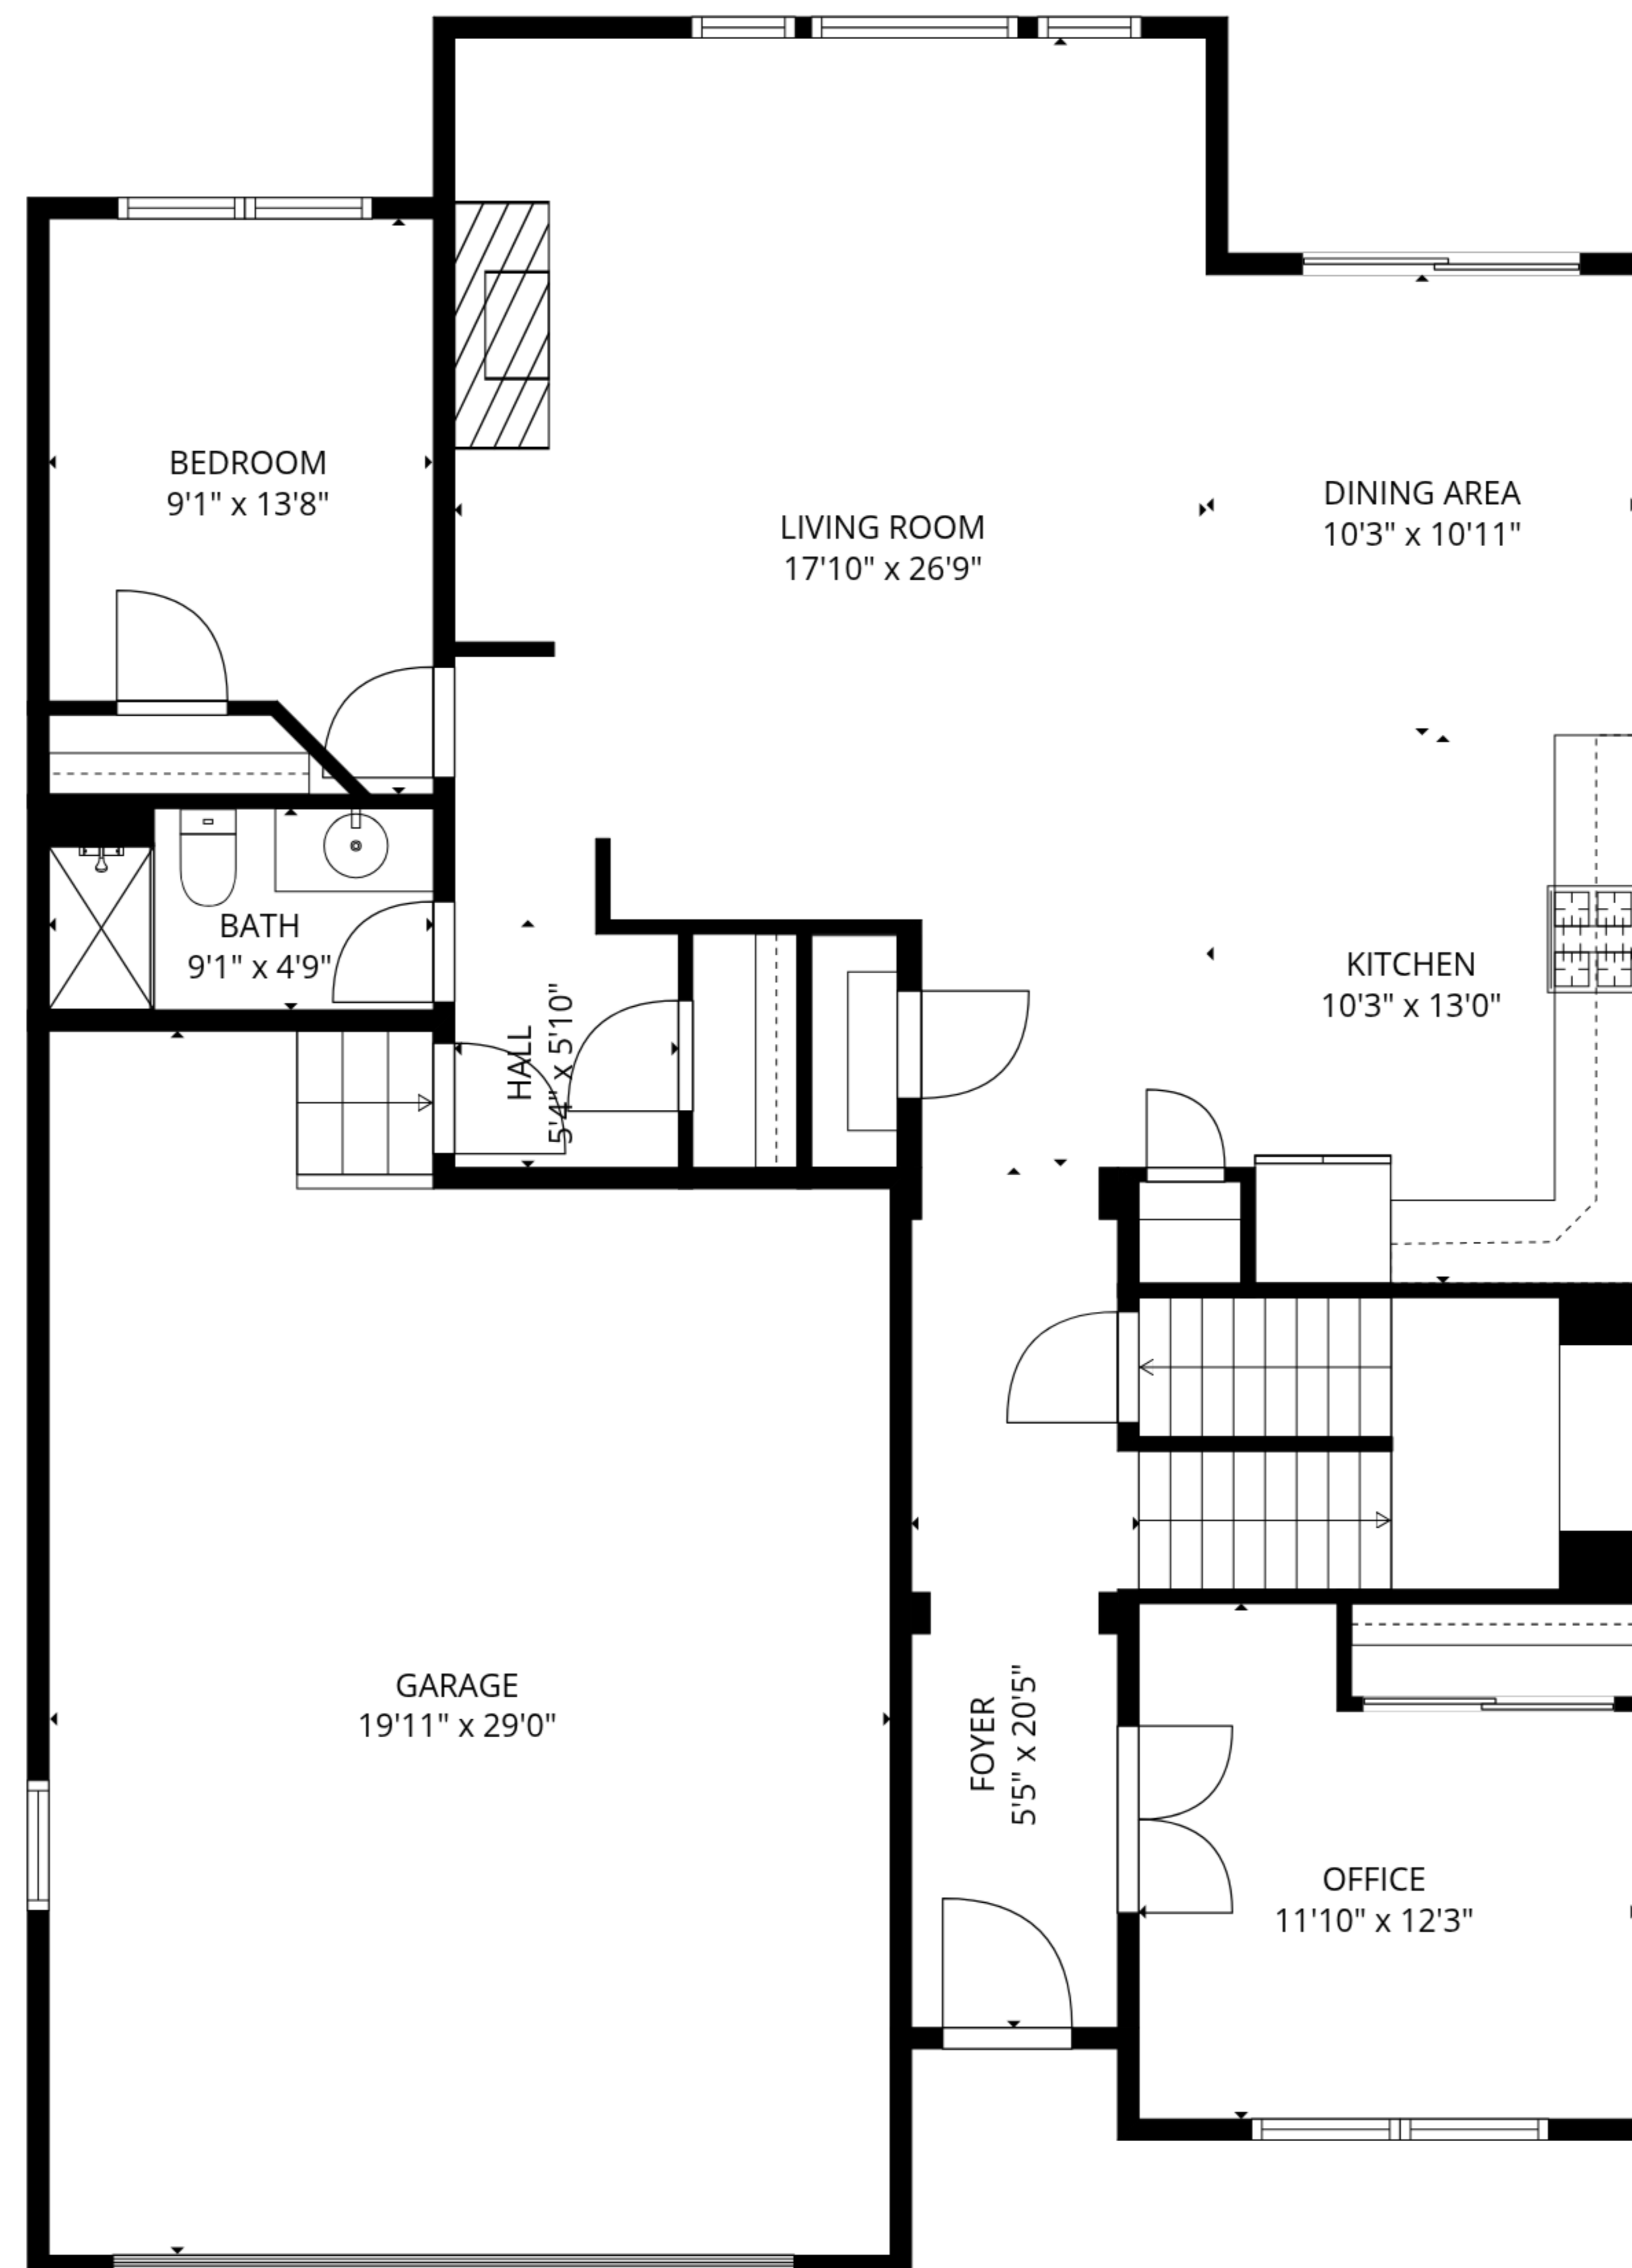 BEDROOM
9'1" x 13'8"
LIVING ROOM
17'10" x 26'9"
DINING AREA
10'3" x 10'11"
BATH
9'1" x 4'9"
HALL
5'4" x 5'10"
KITCHEN
10'3" x 13'0"
GARAGE
19'11" x 29'0"
FOYER
5'5" x 20'5"
OFFICE
11'10" x 12'3"